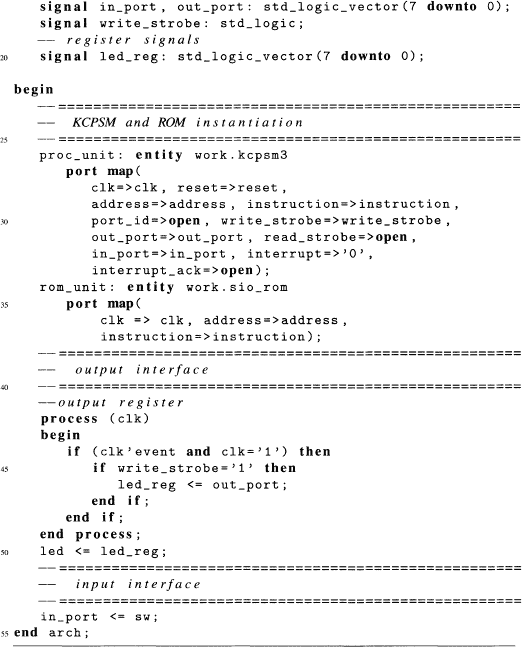 signal in_port, out_port: std_logic_vector(7 downto 0);
signal write_strobe: std_logic;
-- register signals
20 signal led_reg: std_logic_vector(7 downto 0);
begin
--=====================================================
-- KCPSM and ROM instantiation
25 --=====================================================
proc_unit: entity work.kcpsm3
port map(
clk=>clk, reset=>reset,
address=>address, instruction=>instruction,
30 port_id=>open, write_strobe=>write_strobe,
out_port=>out_port, read_strobe=>open,
in_port=>in_port, interrupt=>'0',
interrupt_ack=>open);
rom_unit: entity work.sio_rom
35 port map(
clk => clk, address=>address,
instruction=>instruction);
--=====================================================
-- output interface
40 --=====================================================
--output register
process (clk)
begin
if (clk'event and clk='1') then
45 if write_strobe='1' then
led_reg <= out_port;
end if;
end if;
end process;
50 led <= led_reg;
--=====================================================
-- input interface
--=====================================================
in_port <= sw;
55 end arch;